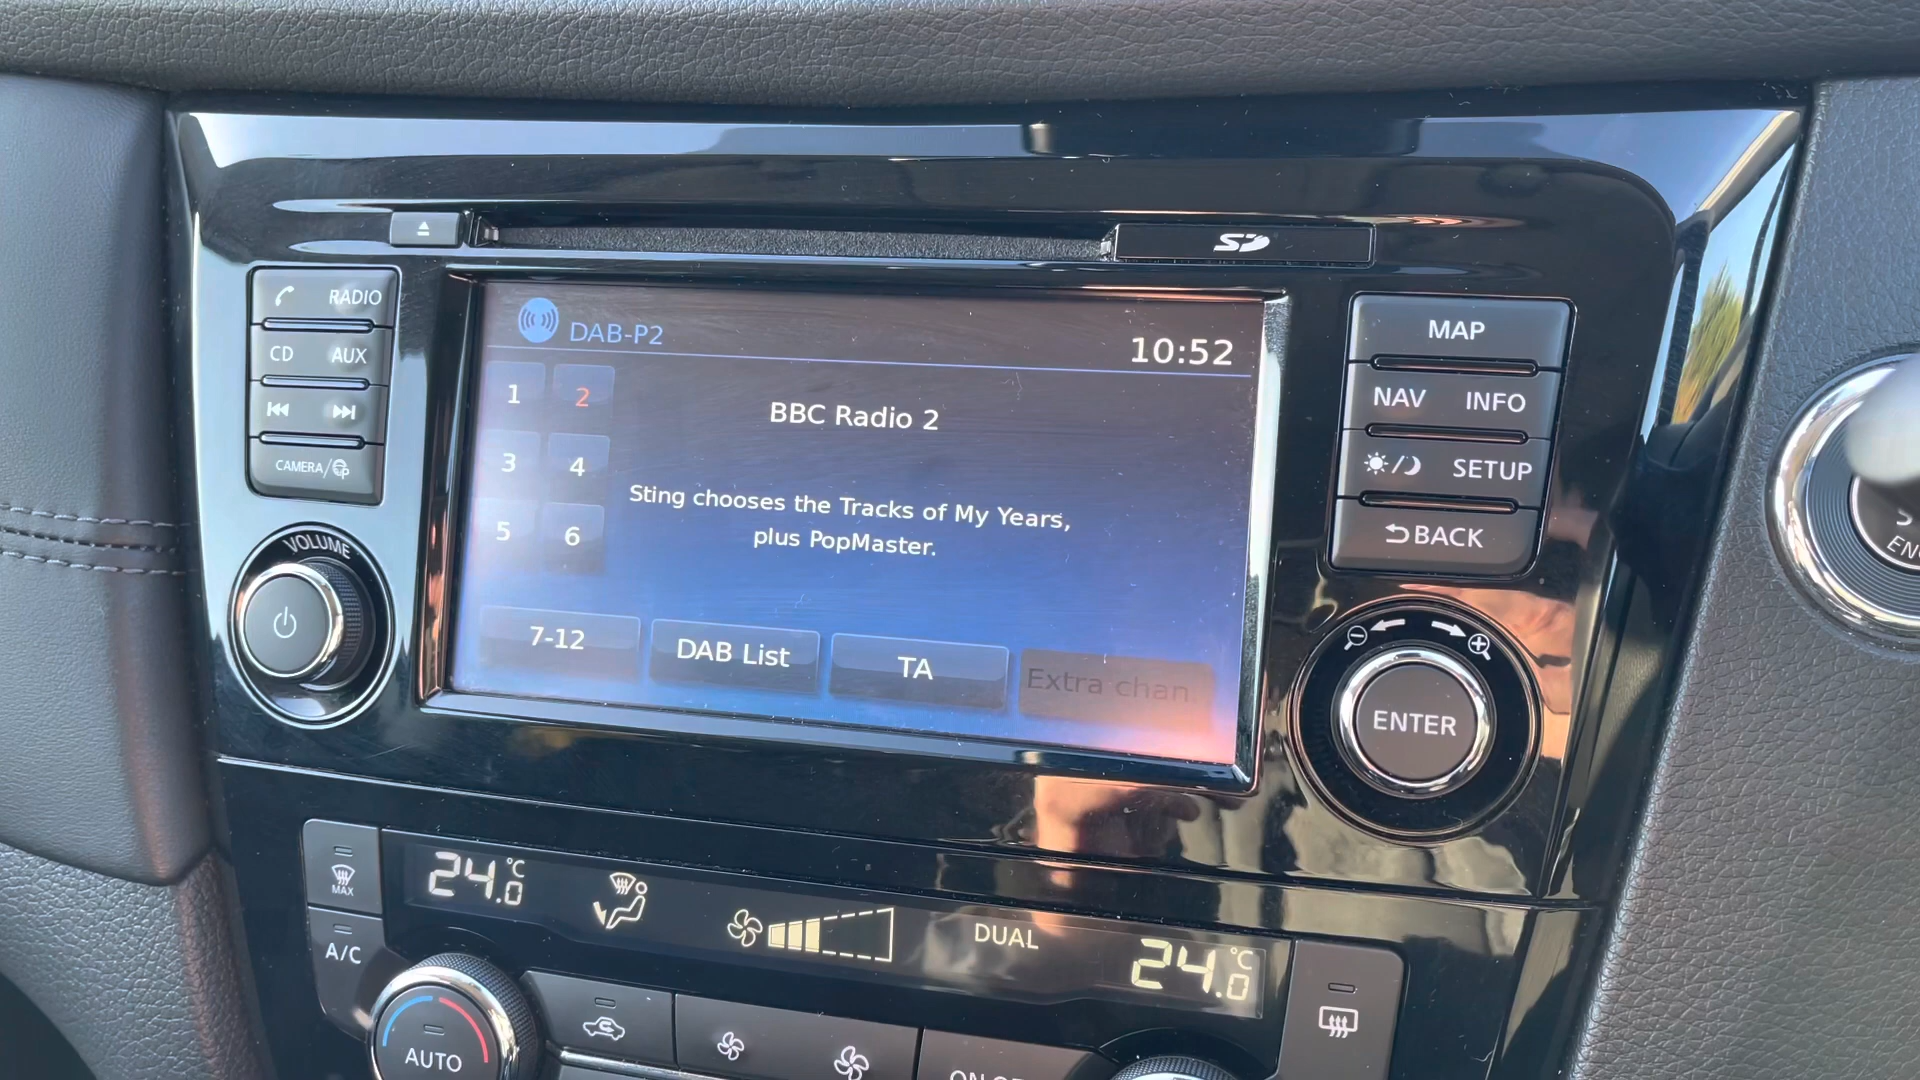 SD
RADIO
CD AUX
CAMERA/
VOLUME
DAB-P2
10:52
1 2
3 4
5 6
BBC Radio 2
Sting chooses the Tracks of My Years,
plus PopMaster.
7-12 DAB List TA Extra chan.
MAP
NAV INFO
SETUP
BACK
ENTER
MAX
24.0 °C
DUAL
24.0 °C
A/C
AUTO